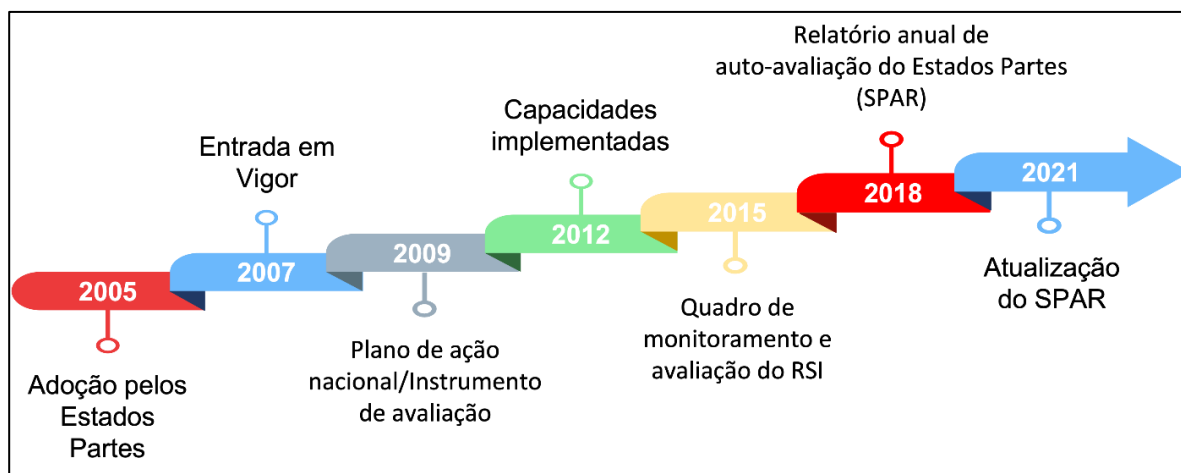 2005
Adoção pelos
Estados
Partes
Entrada em
Vigor
2007
2009
Plano de ação
nacional/Instrumento
de avaliação
Capacidades
implementadas
2012
2015
Quadro de
monitoramento e
avaliação do RSI
Relatório anual de
auto-avaliação do Estados Partes
(SPAR)
2018
2021
Atualização
do SPAR